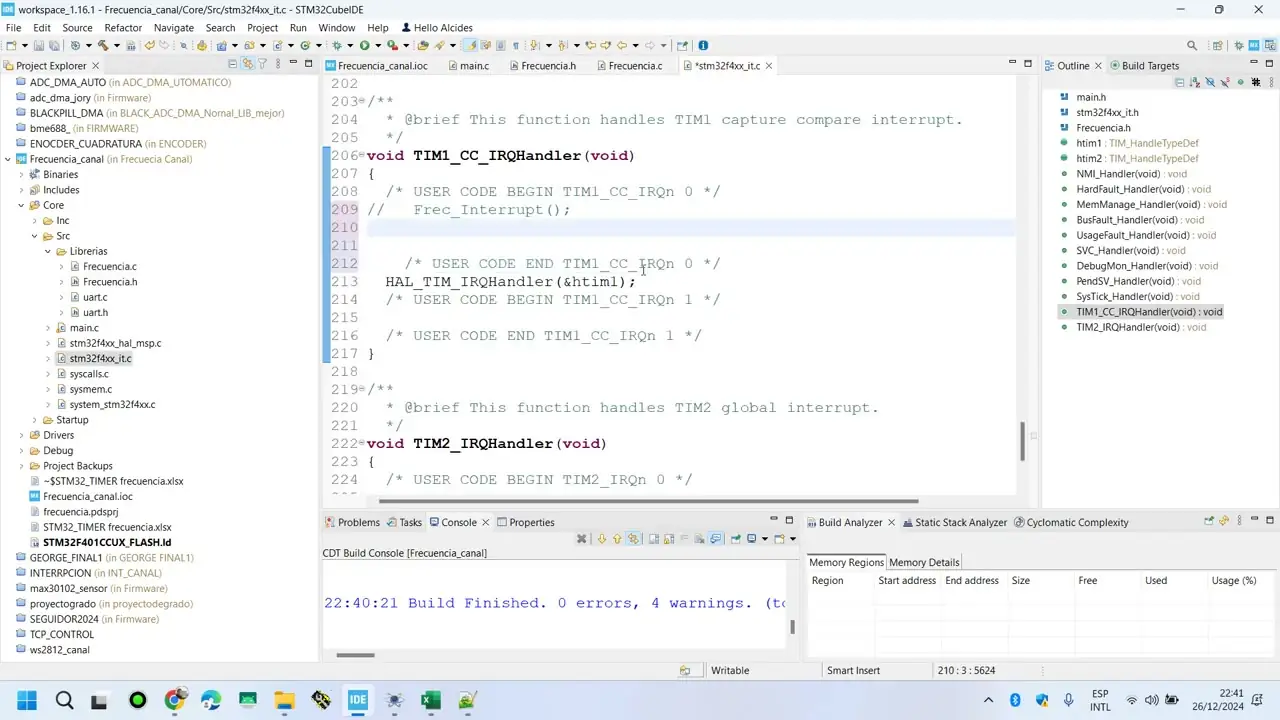 IDE workspace_1.16.1 - Frecuencia_canal/Core/Src/stm32f4xx_it.c - STM32CubeIDE
File Edit Source Refactor Navigate Search Project Run Window Help Hello Alcides
Project Explorer
ADC_DMA_AUTO (in ADC_DMA_UTOMATICO)
adc_dma_jory (in Firmware)
BLACKPILL_DMA (in BLACK_ADC_DMA_Nornal_LIB_mejor)
bme688_ (in FIRMWARE)
ENOCDER_CUADRATURA (in ENCODER)
Frecuencia_canal (in Frecuecia Canal)
Binaries
Includes
Core
Inc
Src
Librerias
Frecuencia.c
Frecuencia.h
uart.c
uart.h
main.c
stm32f4xx_hal_msp.c
stm32f4xx_it.c
syscalls.c
sysmem.c
system_stm32f4xx.c
Startup
Drivers
Debug
Project Backups
~$STM32_TIMER frecuencia.xlsx
Frecuencia_canal.ioc
frecuencia.pdsprj
STM32_TIMER frecuencia.xlsx
STM32F401CCUX_FLASH.ld
GEORGE_FINAL1 (in GEORGE FINAL1)
INTERRPCION (in INT_CANAL)
max30102_sensor (in Firmware)
proyectogrado (in proyectodegrado)
SEGUIDOR2024 (in Firmware)
TCP_CONTROL
ws2812_canal
Frecuencia_canal.ioc main.c Frecuencia.h Frecuencia.c *stm32f4xx_it.c
202
203 /**
204 * @brief This function handles TIM1 capture compare interrupt.
205 */
206 void TIM1_CC_IRQHandler(void)
207 {
208 /* USER CODE BEGIN TIM1_CC_IRQn 0 */
209 // Frec_Interrupt();
210
211
212 /* USER CODE END TIM1_CC_IRQn 0 */
213 HAL_TIM_IRQHandler(&htim1);
214 /* USER CODE BEGIN TIM1_CC_IRQn 1 */
215
216 /* USER CODE END TIM1_CC_IRQn 1 */
217 }
218
219 /**
220 * @brief This function handles TIM2 global interrupt.
221 */
222 void TIM2_IRQHandler(void)
223 {
224 /* USER CODE BEGIN TIM2_IRQn 0 */
Outline Build Targets
main.h
stm32f4xx_it.h
Frecuencia.h
htim1 : TIM_HandleTypeDef
htim2 : TIM_HandleTypeDef
NMI_Handler(void) : void
HardFault_Handler(void) : void
MemManage_Handler(void) : void
BusFault_Handler(void) : void
UsageFault_Handler(void) : void
SVC_Handler(void) : void
DebugMon_Handler(void) : void
PendSV_Handler(void) : void
SysTick_Handler(void) : void
TIM1_CC_IRQHandler(void) : void
TIM2_IRQHandler(void) : void
Problems Tasks Console Properties
CDT Build Console [Frecuencia_canal]
22:40:21 Build Finished. 0 errors, 4 warnings. (to
Build Analyzer Static Stack Analyzer Cyclomatic Complexity
Memory Regions Memory Details
Region Start address End address Size Free Used Usage (%)
Writable Smart Insert 210 : 3 : 5624
IDE
ESP
INTL
22:41
26/12/2024